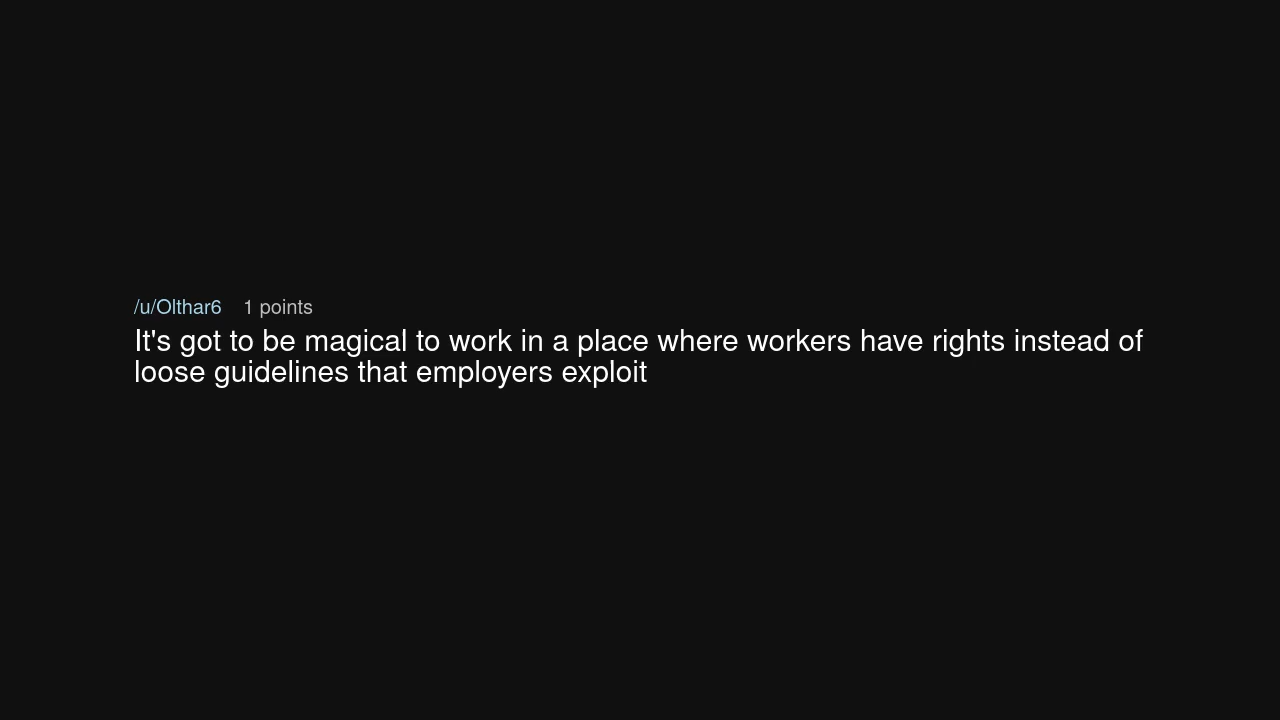 /u/Olthar6 1 points
It's got to be magical to work in a place where workers have rights instead of
loose guidelines that employers exploit